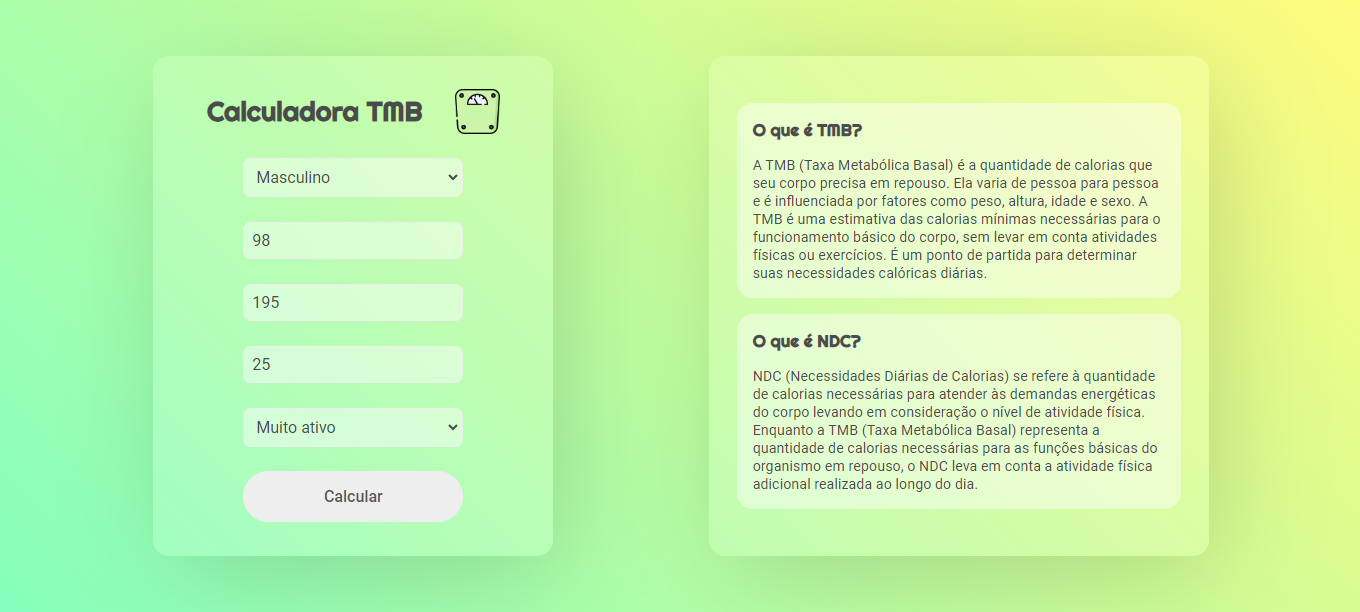 Calculadora TMB
Masculino
98
195
25
Muito ativo
Calcular
O que é TMB?
A TMB (Taxa Metabólica Basal) é a quantidade de calorias que
seu corpo precisa em repouso. Ela varia de pessoa para pessoa
e é influenciada por fatores como peso, altura, idade e sexo. A
TMB é uma estimativa das calorias mínimas necessárias para o
funcionamento básico do corpo, sem levar em conta atividades
físicas ou exercícios. É um ponto de partida para determinar
suas necessidades calóricas diárias.
O que é NDC?
NDC (Necessidades Diárias de Calorias) se refere à quantidade
de calorias necessárias para atender às demandas energéticas
do corpo levando em consideração o nível de atividade física.
Enquanto a TMB (Taxa Metabólica Basal) representa a
quantidade de calorias necessárias para as funções básicas do
organismo em repouso, o NDC leva em conta a atividade física
adicional realizada ao longo do dia.